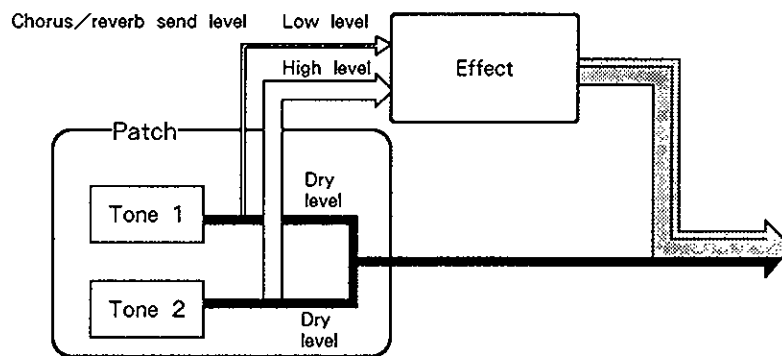 Chorus／reverb send level
Low level
High level
Effect
Patch
Tone 1
Dry
level
Tone 2
Dry
level